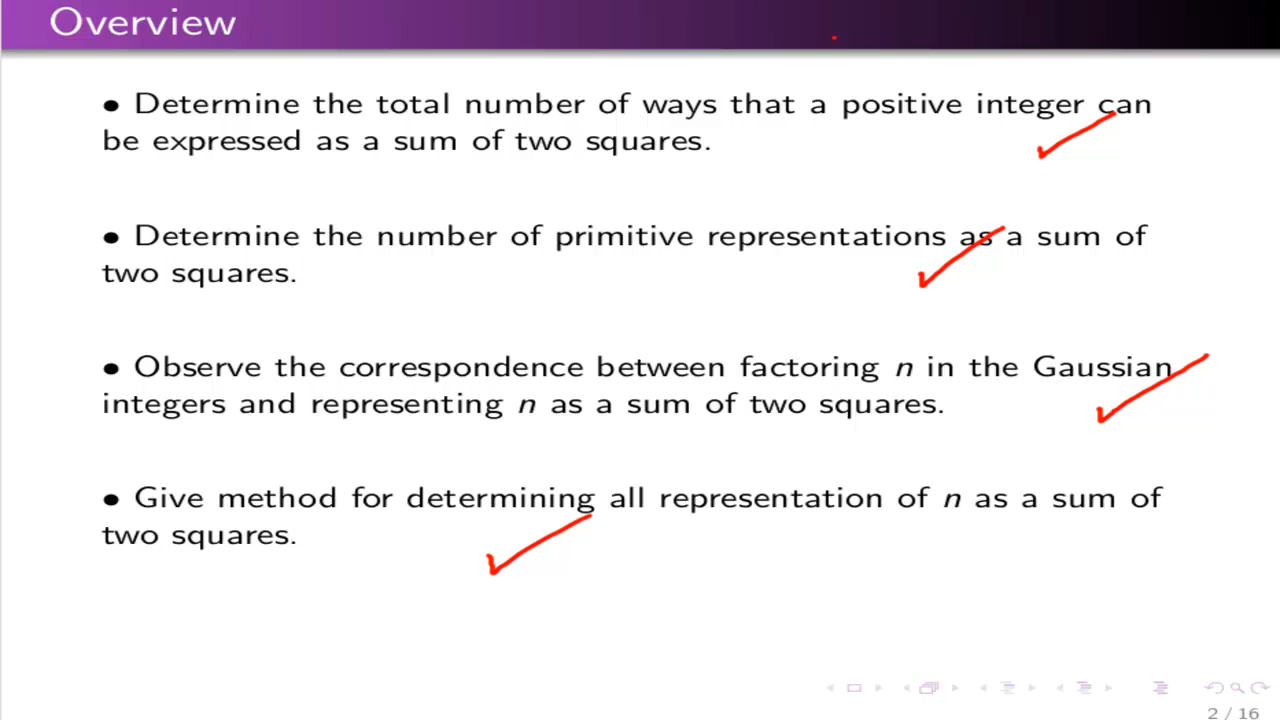 Overview
• Determine the total number of ways that a positive integer can
be expressed as a sum of two squares.
• Determine the number of primitive representations as a sum of
two squares.
• Observe the correspondence between factoring n in the Gaussian
integers and representing n as a sum of two squares.
• Give method for determining all representation of n as a sum of
two squares.
2 / 16